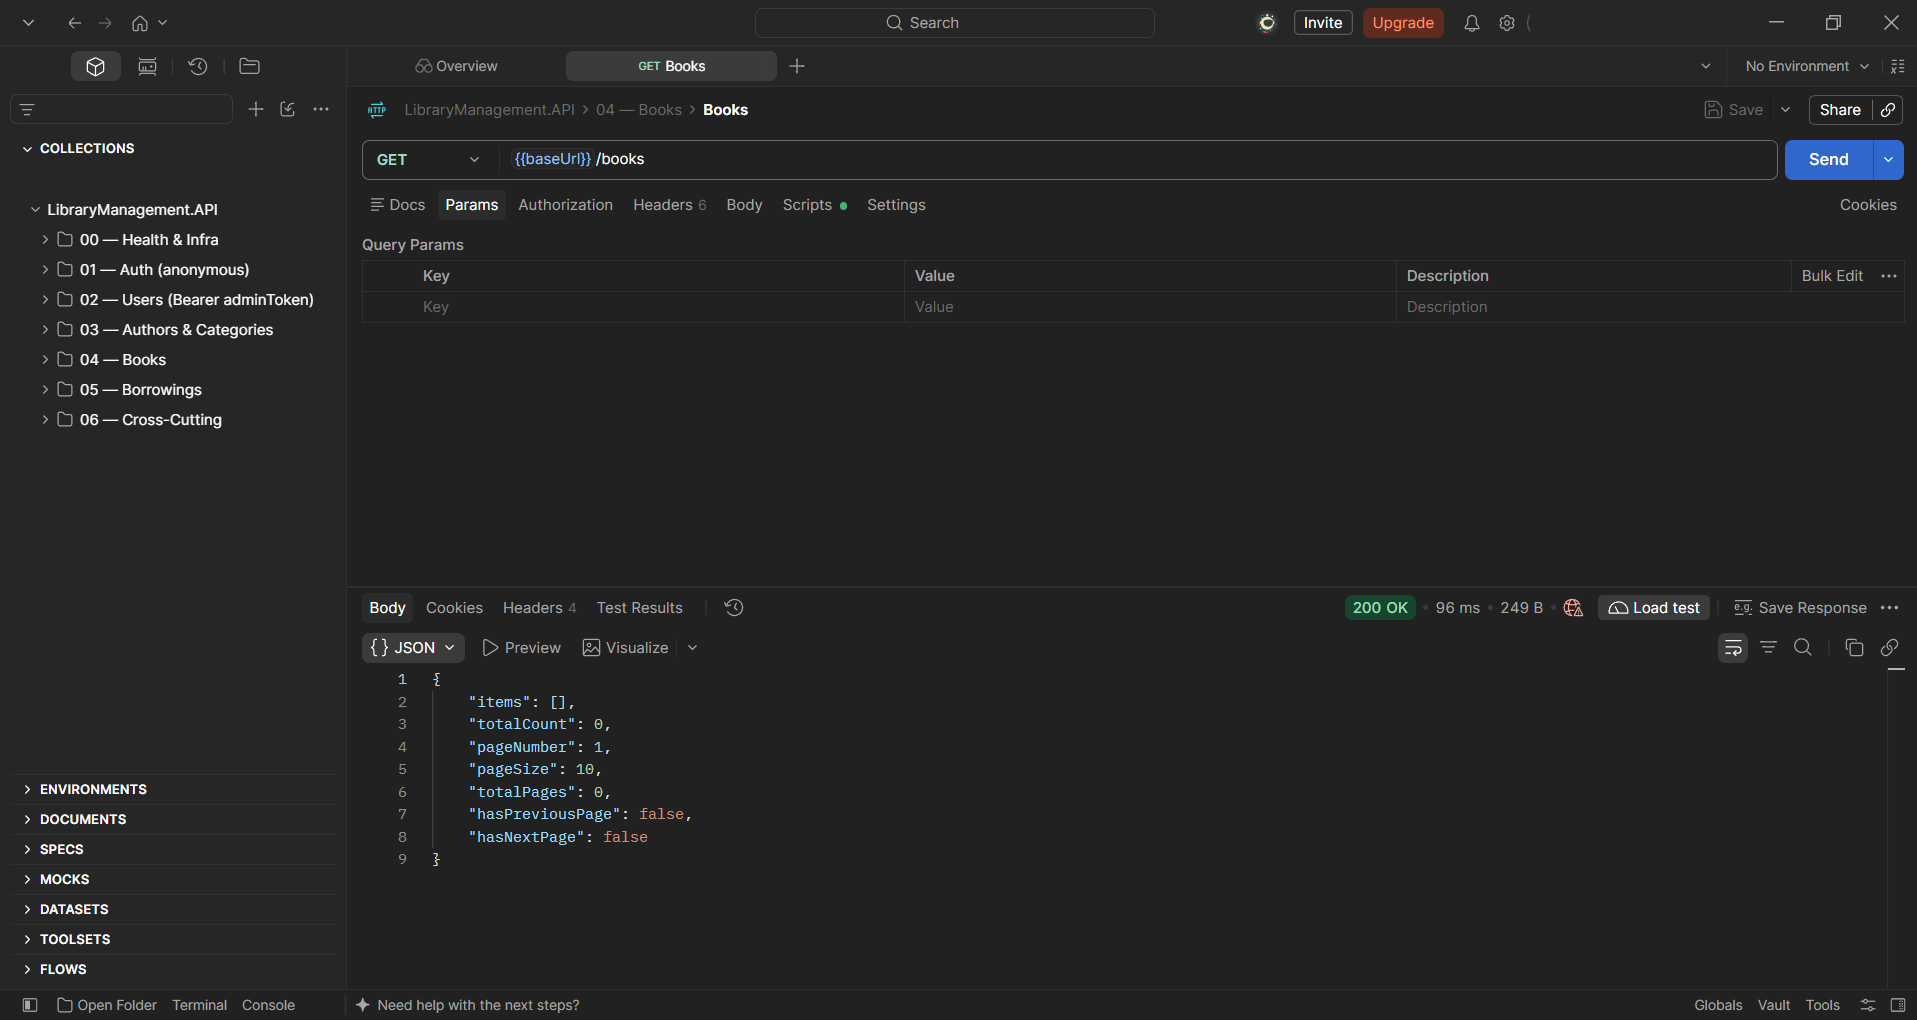 Search
Invite
Upgrade
Overview
GET Books
No Environment
HTTP LibraryManagement.API > 04 — Books > Books
Save
Share
COLLECTIONS
LibraryManagement.API
00 — Health & Infra
01 — Auth (anonymous)
02 — Users (Bearer adminToken)
03 — Authors & Categories
04 — Books
05 — Borrowings
06 — Cross-Cutting
ENVIRONMENTS
DOCUMENTS
SPECS
MOCKS
DATASETS
TOOLSETS
FLOWS
GET {{baseUrl}} /books
Send
Docs Params Authorization Headers 6 Body Scripts Settings
Cookies
Query Params
Key Value Description Bulk Edit
Key Value Description
Body Cookies Headers 4 Test Results
200 OK • 96 ms • 249 B
Load test
e.g. Save Response
{} JSON Preview Visualize
1 {
2 "items": [],
3 "totalCount": 0,
4 "pageNumber": 1,
5 "pageSize": 10,
6 "totalPages": 0,
7 "hasPreviousPage": false,
8 "hasNextPage": false
9 }
Open Folder Terminal Console
Need help with the next steps?
Globals Vault Tools